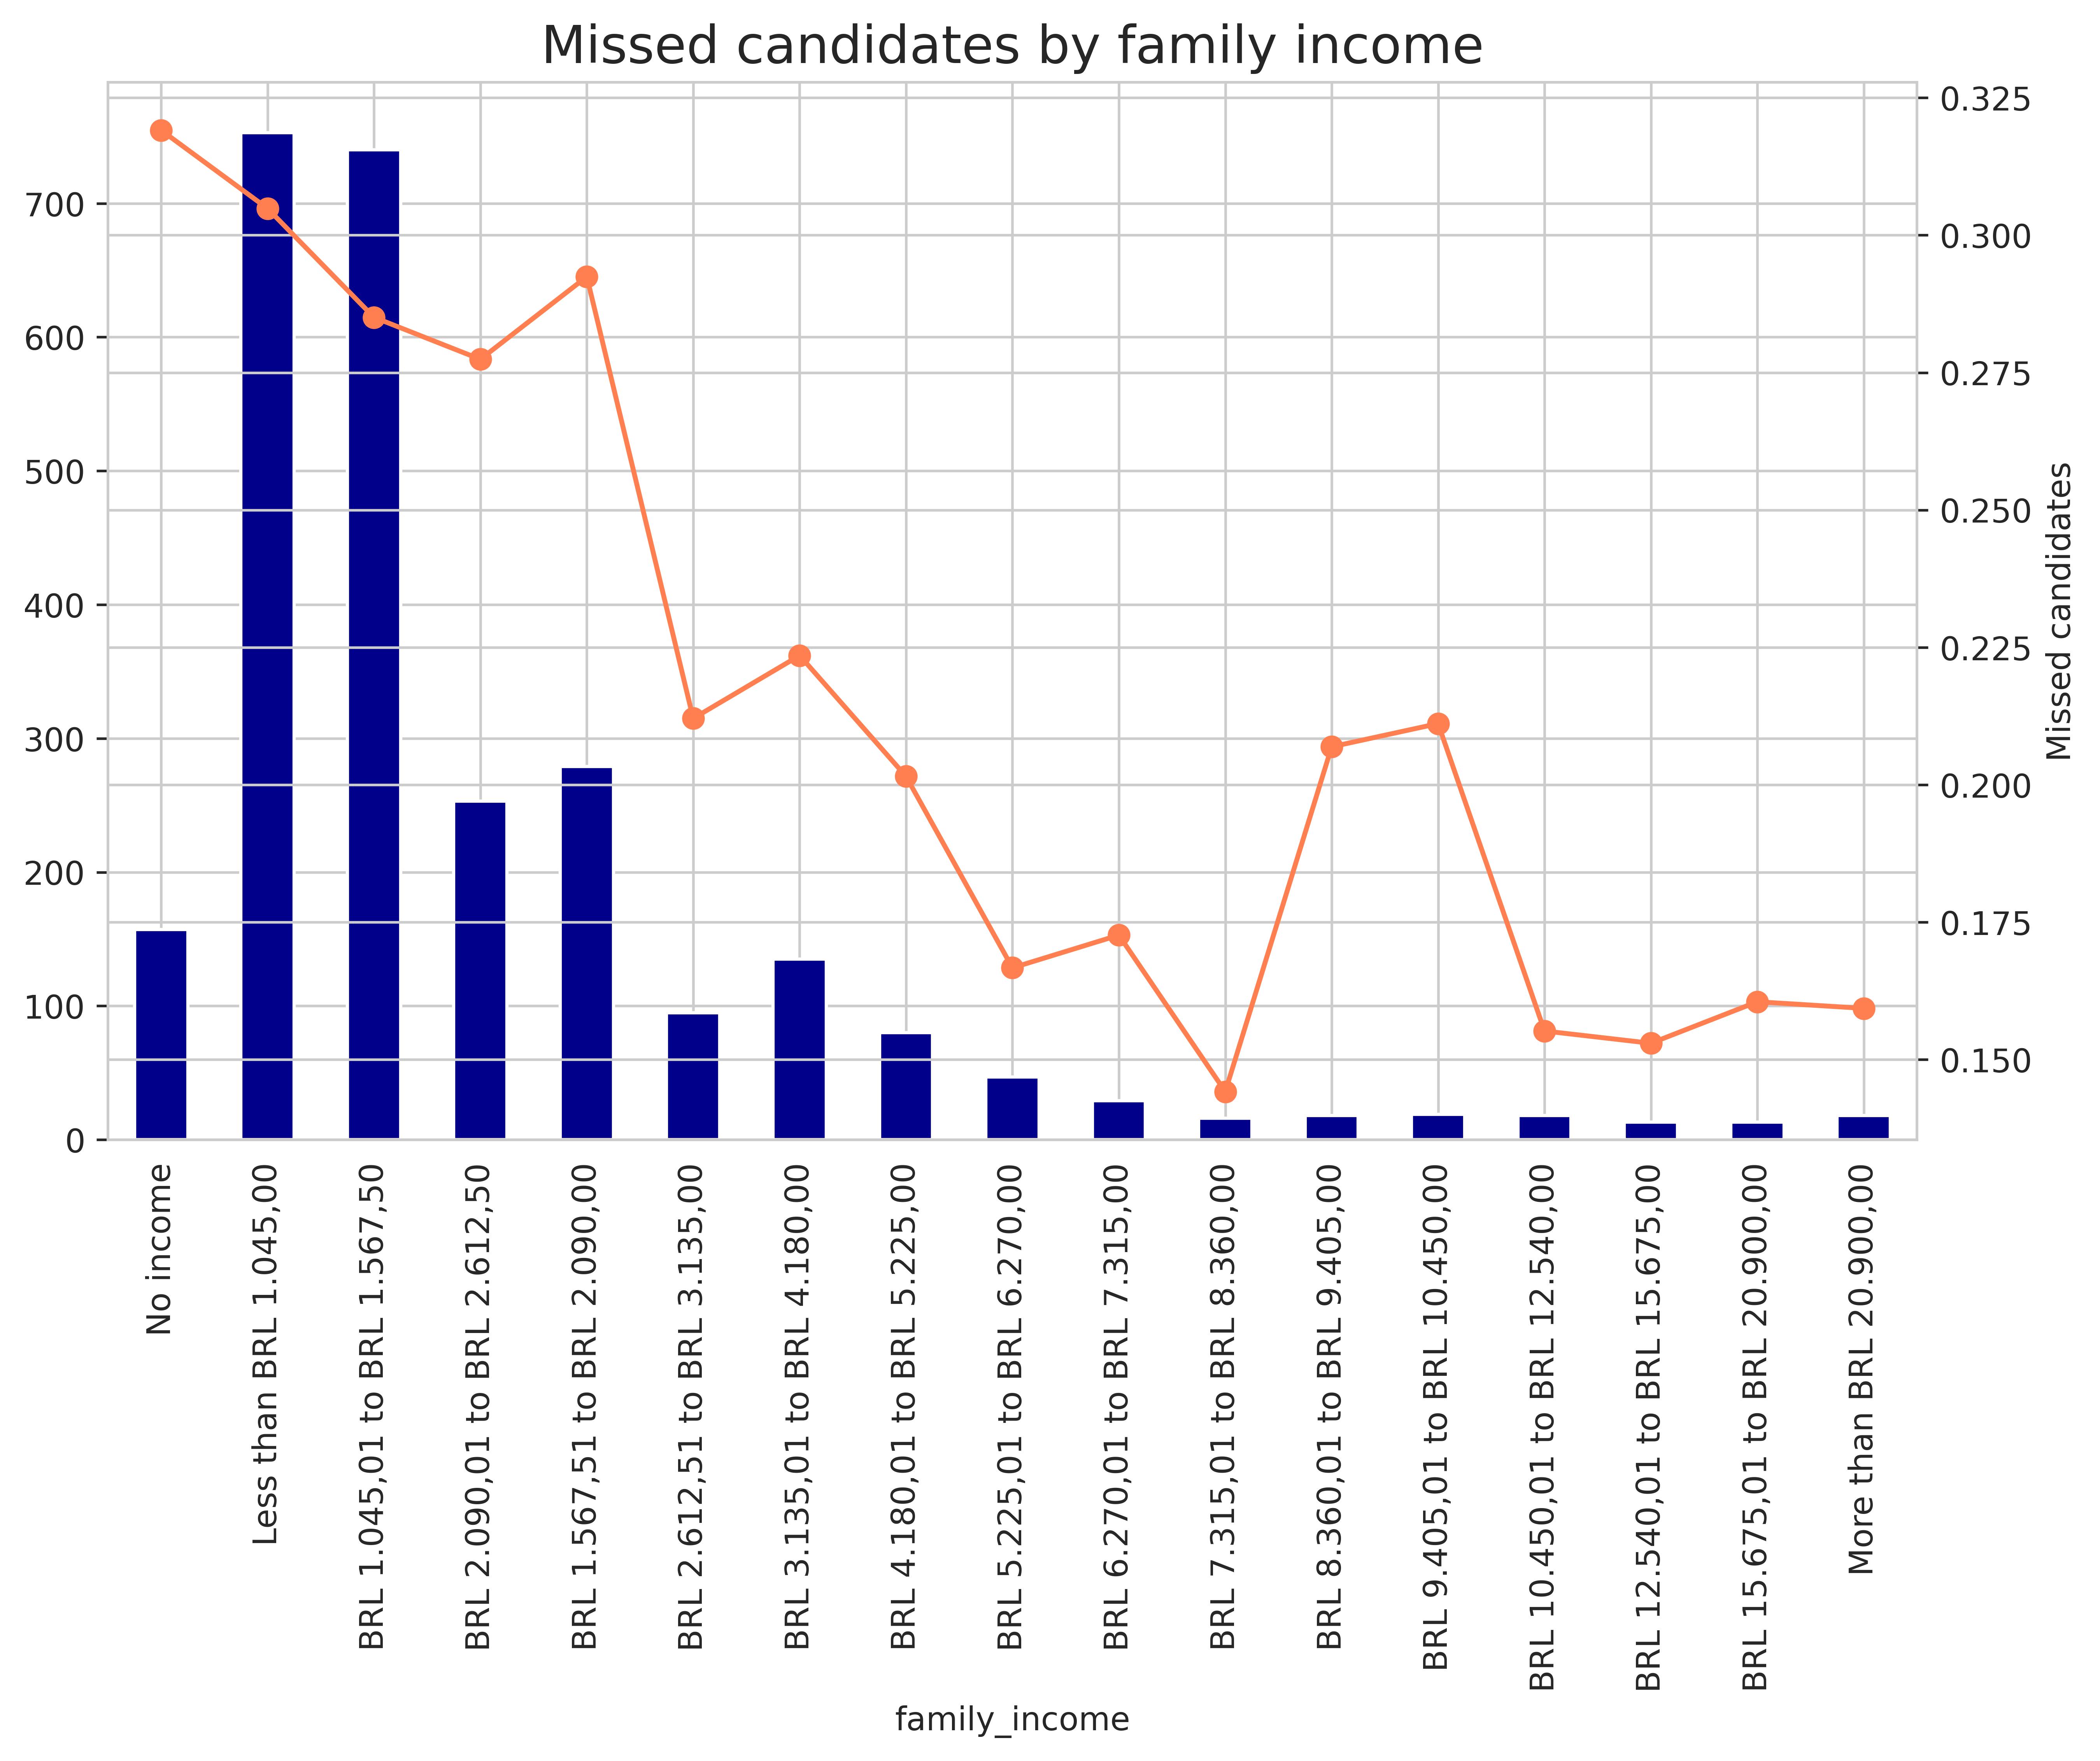 Missed candidates by family income
700
600
500
400
300
200
100
0
0.325
0.300
0.275
0.250
0.225
0.200
0.175
0.150
Missed candidates
No income
Less than BRL 1.045,00
BRL 1.045,01 to BRL 1.567,50
BRL 2.090,01 to BRL 2.612,50
BRL 1.567,51 to BRL 2.090,00
BRL 2.612,51 to BRL 3.135,00
BRL 3.135,01 to BRL 4.180,00
BRL 4.180,01 to BRL 5.225,00
BRL 5.225,01 to BRL 6.270,00
BRL 6.270,01 to BRL 7.315,00
BRL 7.315,01 to BRL 8.360,00
BRL 8.360,01 to BRL 9.405,00
BRL 9.405,01 to BRL 10.450,00
BRL 10.450,01 to BRL 12.540,00
BRL 12.540,01 to BRL 15.675,00
BRL 15.675,01 to BRL 20.900,00
More than BRL 20.900,00
family_income